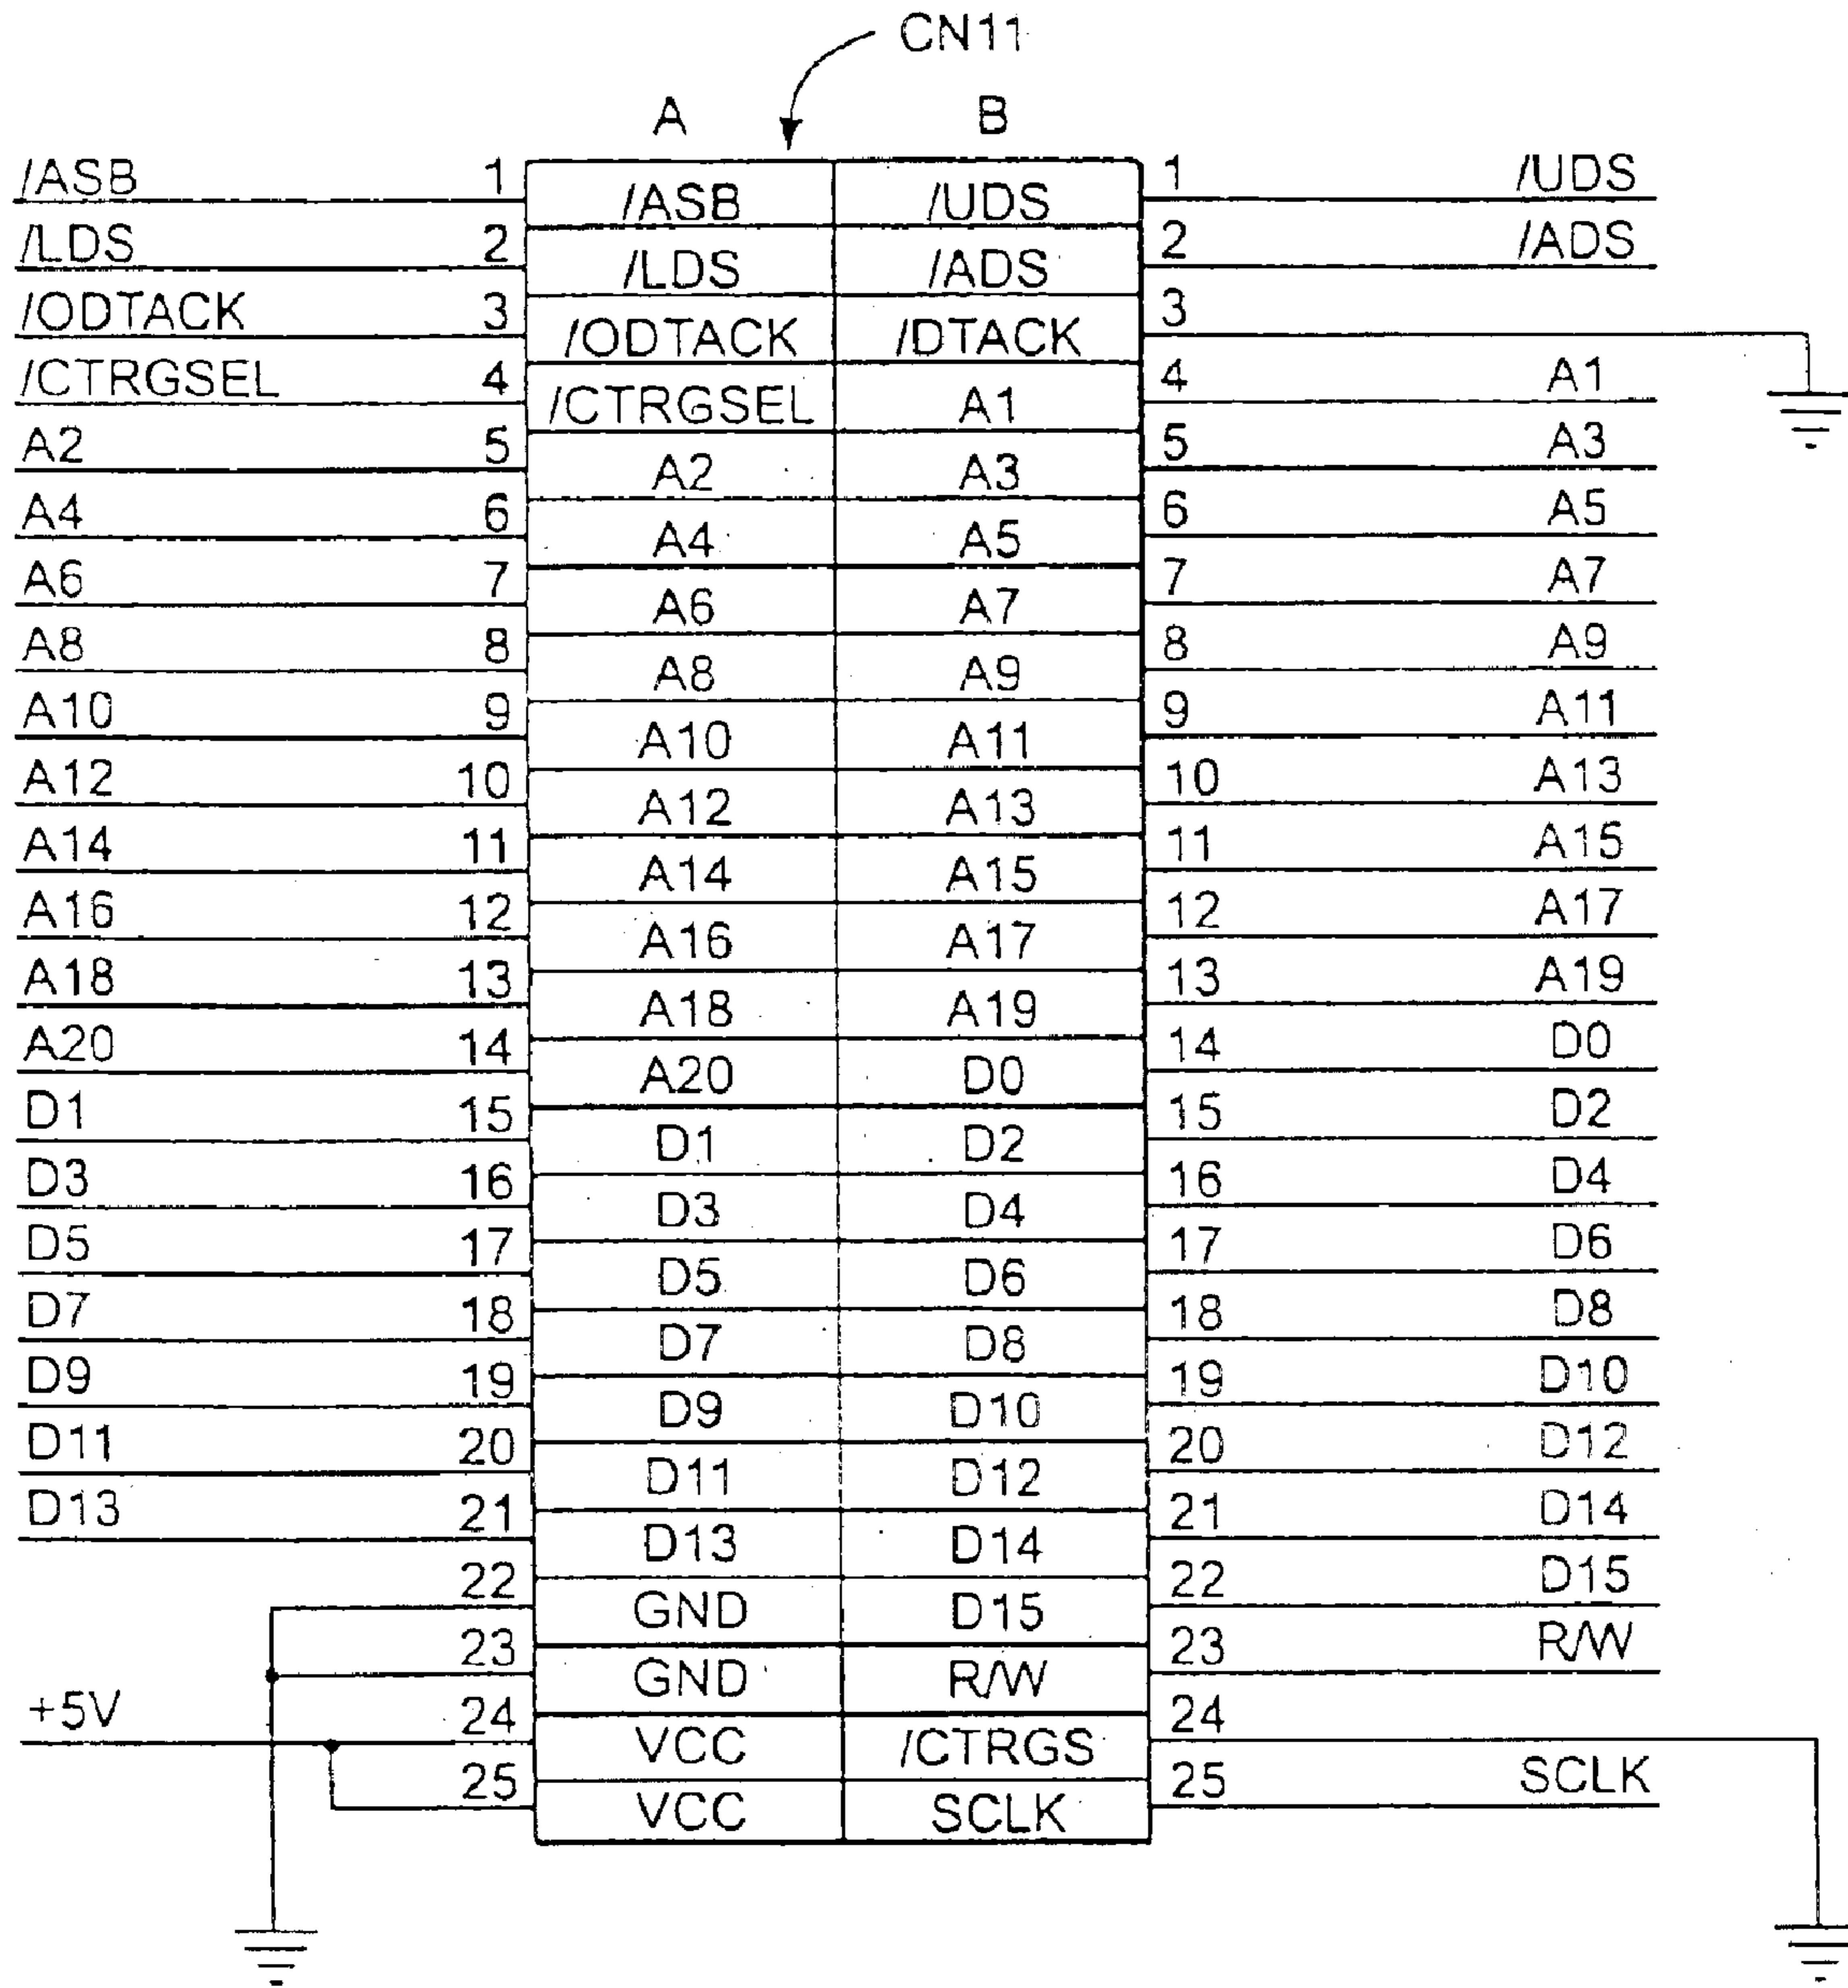 CN11
A B
/ASB 1 /ASB /UDS 1 /UDS
/LDS 2 /LDS /ADS 2 /ADS
/ODTACK 3 /ODTACK /DTACK 3
/CTRGSEL 4 /CTRGSEL A1 4 A1
A2 5 A2 A3 5 A3
A4 6 A4 A5 6 A5
A6 7 A6 A7 7 A7
A8 8 A8 A9 8 A9
A10 9 A10 A11 9 A11
A12 10 A12 A13 10 A13
A14 11 A14 A15 11 A15
A16 12 A16 A17 12 A17
A18 13 A18 A19 13 A19
A20 14 A20 D0 14 D0
D1 15 D1 D2 15 D2
D3 16 D3 D4 16 D4
D5 17 D5 D6 17 D6
D7 18 D7 D8 18 D8
D9 19 D9 D10 19 D10
D11 20 D11 D12 20 D12
D13 21 D13 D14 21 D14
22 GND D15 22 D15
23 GND R/W 23 R/W
+5V 24 VCC /CTRGS 24
25 VCC SCLK 25 SCLK